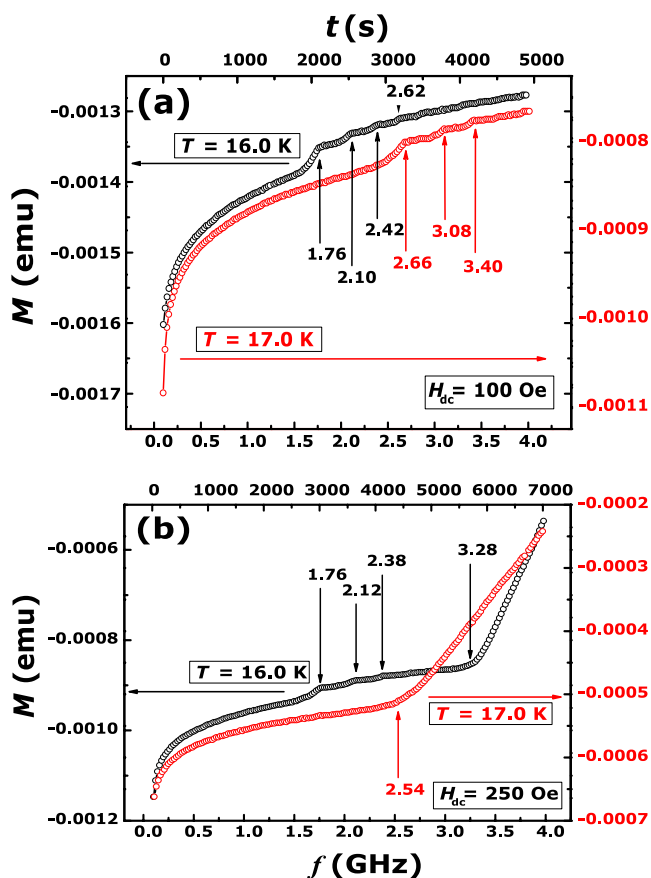 t (s)
0 1000 2000 3000 4000 5000
(a)
2.62
-0.0013
-0.0008
T = 16.0 K
-0.0014
2.42
3.08
1.76
2.66
3.40
2.10
-0.0009
-0.0015
M (emu)
-0.0016
-0.0010
T = 17.0 K
-0.0017
Hdc= 100 Oe
-0.0011
0.0 0.5 1.0 1.5 2.0 2.5 3.0 3.5 4.0
0 1000 2000 3000 4000 5000 6000 7000
-0.0002
(b)
2.38
3.28
-0.0006
1.76
2.12
-0.0003
-0.0008
-0.0004
T = 16.0 K
M (emu)
-0.0005
-0.0010
T = 17.0 K
-0.0006
2.54
Hdc= 250 Oe
-0.0012
-0.0007
0.0 0.5 1.0 1.5 2.0 2.5 3.0 3.5 4.0
f (GHz)